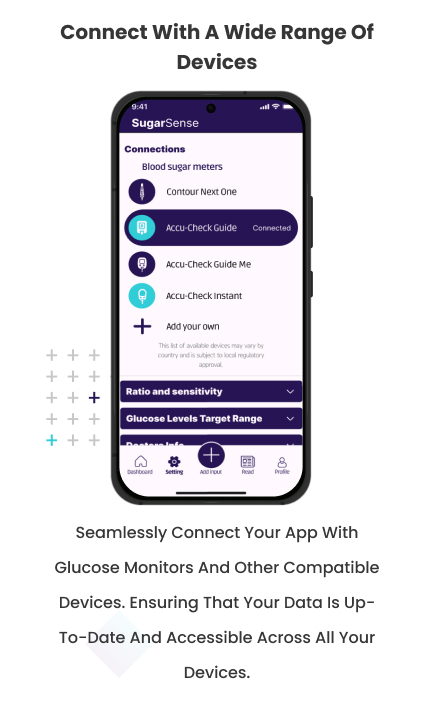 Connect With A Wide Range Of
Devices
9:41
SugarSense
Connections
Blood sugar meters
Contour Next One
Accu-Check Guide Connected
Accu-Check Guide Me
Accu-Check Instant
Add your own
This list of available devices may vary by
country and is subject to local regulatory
approval
Ratio and sensitivity
Glucose Levels Target Range
Doctors Info
Dashboard Setting Add Input Read Profile
Seamlessly Connect Your App With
Glucose Monitors And Other Compatible
Devices. Ensuring That Your Data Is Up-
To-Date And Accessible Across All Your
Devices.